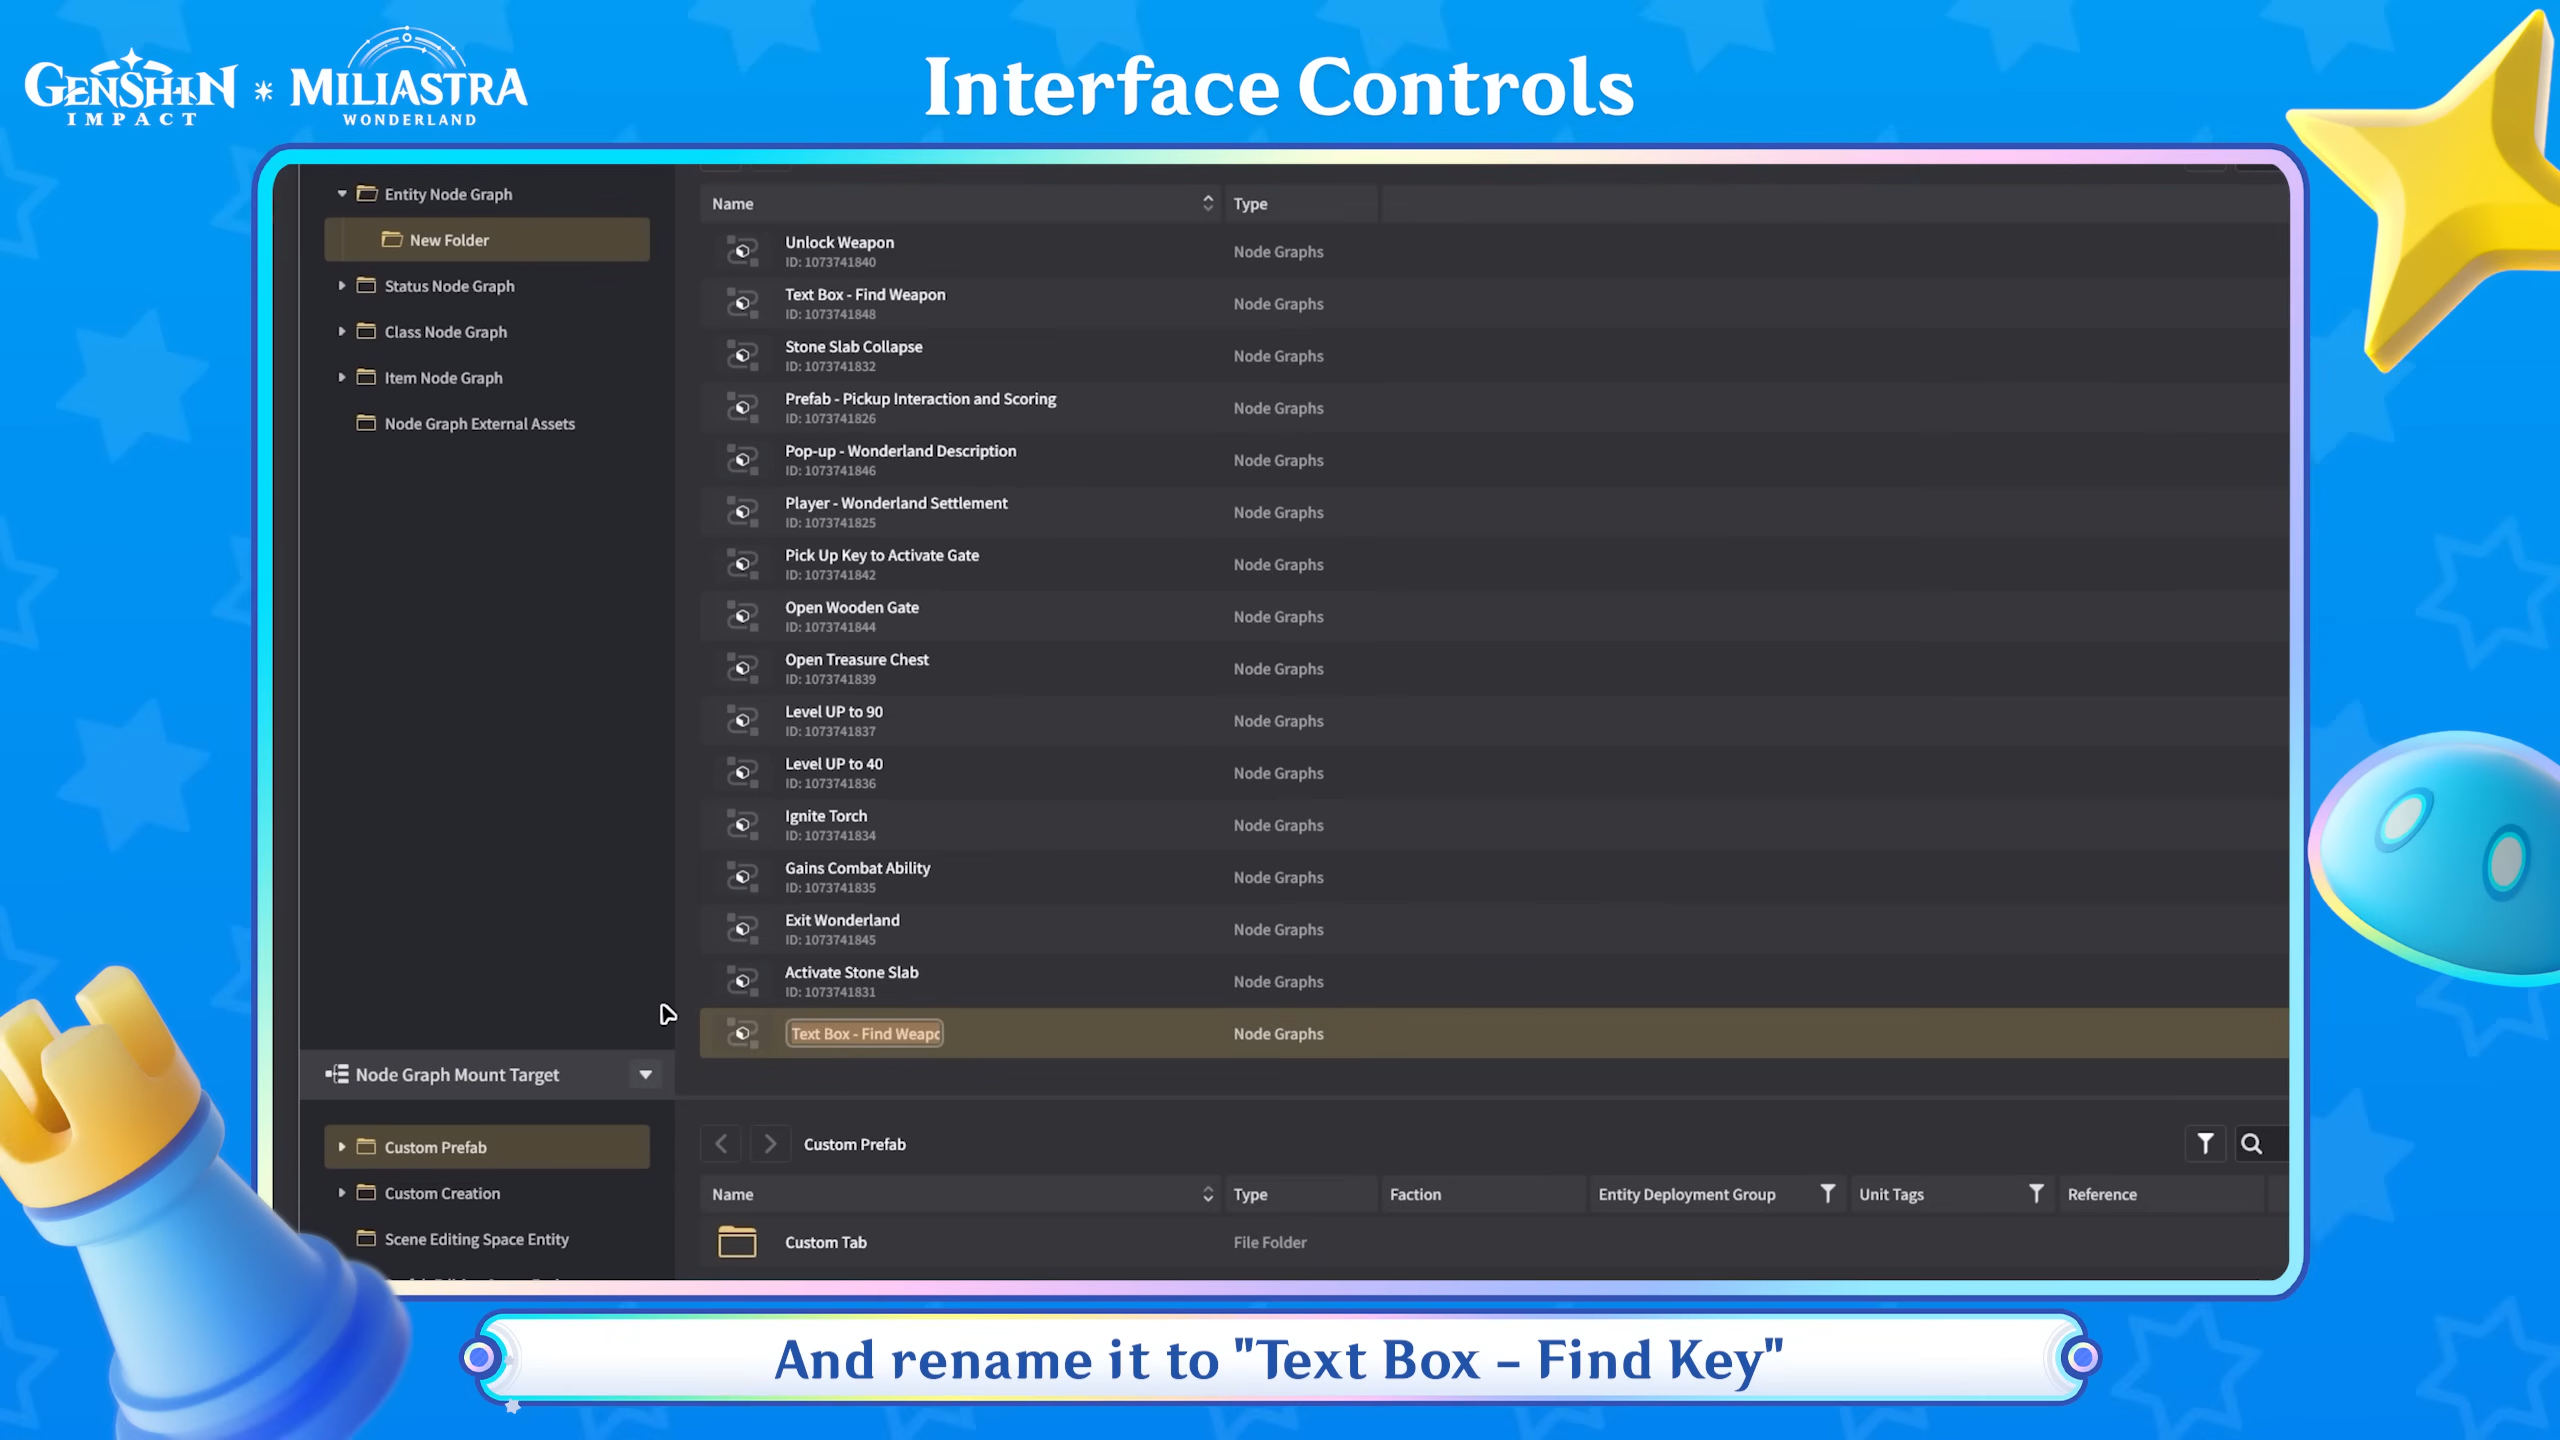 GENSHIN IMPACT * MILIASTRA WONDERLAND
Interface Controls
Entity Node Graph
New Folder
Status Node Graph
Class Node Graph
Item Node Graph
Node Graph External Assets
Name Type
Unlock Weapon
ID: 1073741840
Node Graphs
Text Box - Find Weapon
ID: 1073741848
Node Graphs
Stone Slab Collapse
ID: 1073741832
Node Graphs
Prefab - Pickup Interaction and Scoring
ID: 1073741826
Node Graphs
Pop-up - Wonderland Description
ID: 1073741846
Node Graphs
Player - Wonderland Settlement
ID: 1073741825
Node Graphs
Pick Up Key to Activate Gate
ID: 1073741842
Node Graphs
Open Wooden Gate
ID: 1073741844
Node Graphs
Open Treasure Chest
ID: 1073741839
Node Graphs
Level UP to 90
ID: 1073741837
Node Graphs
Level UP to 40
ID: 1073741836
Node Graphs
Ignite Torch
ID: 1073741834
Node Graphs
Gains Combat Ability
ID: 1073741835
Node Graphs
Exit Wonderland
ID: 1073741845
Node Graphs
Activate Stone Slab
ID: 1073741831
Node Graphs
Text Box - Find Weapo
Node Graphs
Node Graph Mount Target
Custom Prefab
Custom Creation
Scene Editing Space Entity
Custom Prefab
Name Type Faction Entity Deployment Group Unit Tags Reference
Custom Tab File Folder
And rename it to "Text Box – Find Key"